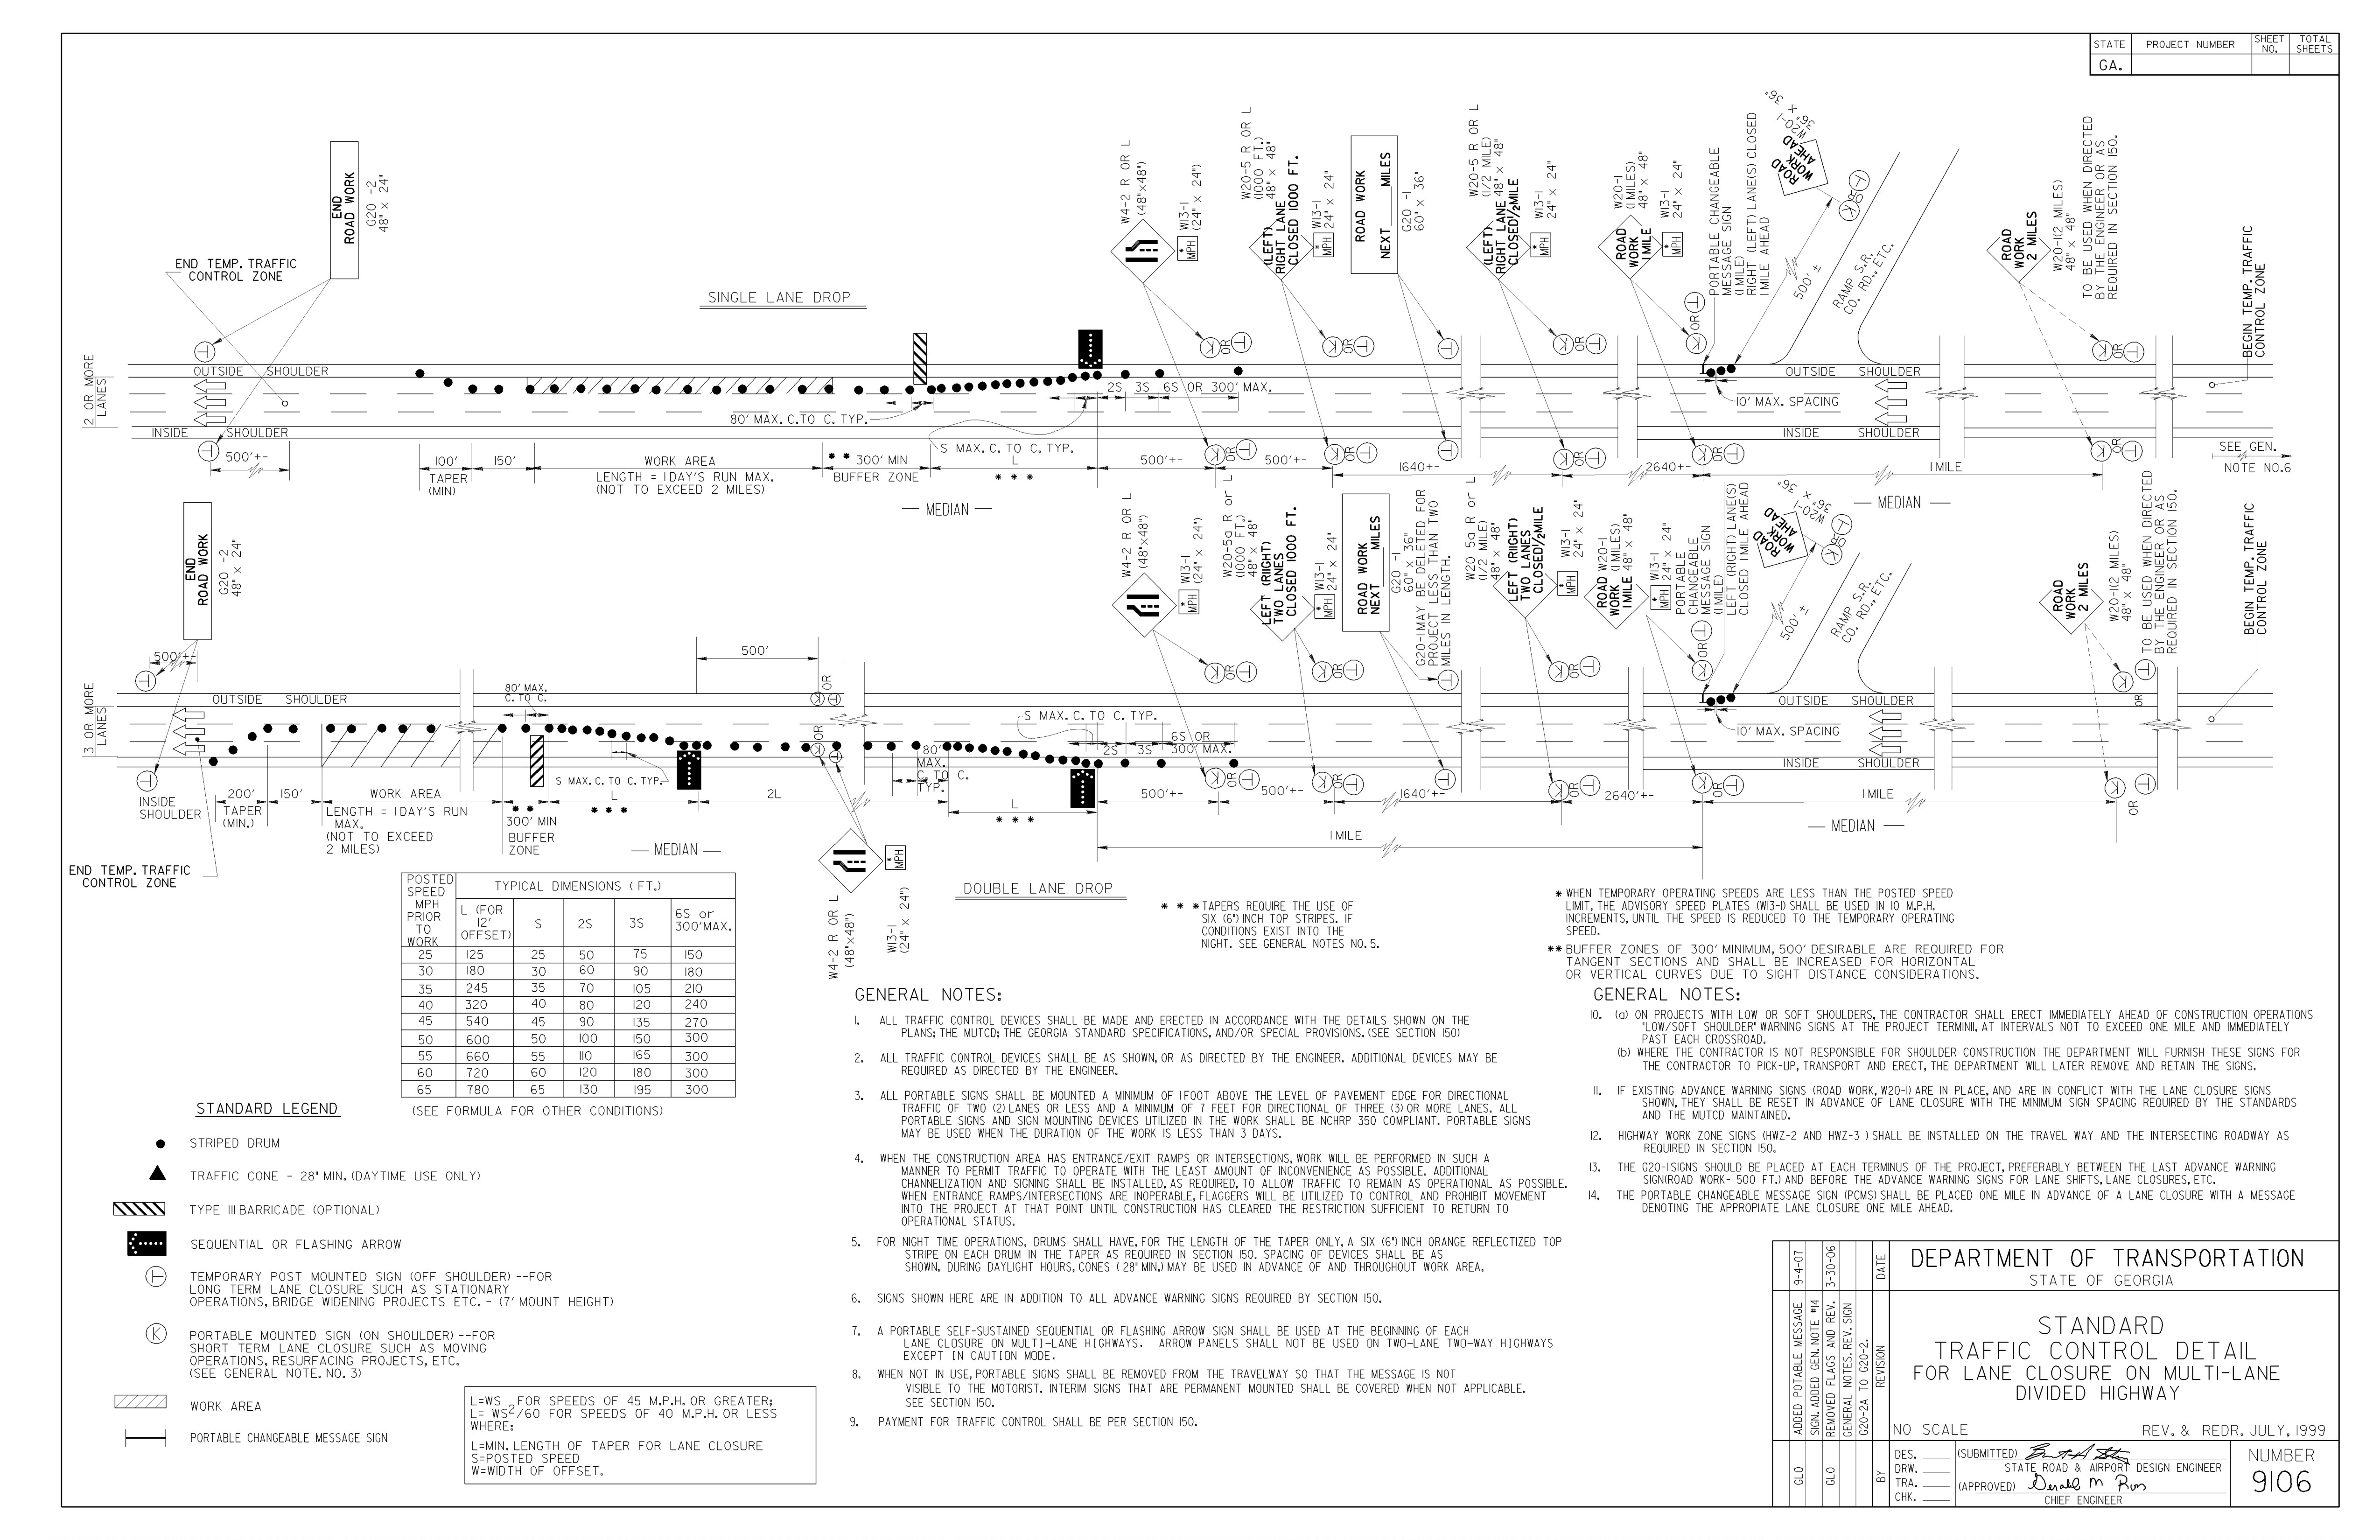 STATE
PROJECT NUMBER
SHEET NO.
TOTAL SHEETS
GA.
END
ROAD WORK
G20 -2
48" X 24"
END TEMP. TRAFFIC
CONTROL ZONE
SINGLE LANE DROP
W4-2 R OR L
(48"X48")
W13-1
(24" X 24")
*
MPH
W20-5 R OR L
(1000 FT.)
48" X 48"
(LEFT)
RIGHT LANE
CLOSED 1000 FT.
W13-1
24" X 24"
*
MPH
ROAD WORK
NEXT ____ MILES
G20 -1
60" X 36"
W20-5 R OR L
(1/2 MILE)
48" X 48"
(LEFT)
RIGHT LANE
CLOSED 1/2 MILE
W13-1
24" X 24"
*
MPH
W20-1
(1 MILES)
48" X 48"
ROAD
WORK
1 MILE
W13-1
24" X 24"
*
MPH
PORTABLE CHANGEABLE
MESSAGE SIGN
(1 MILE)
RIGHT (LEFT) LANE(S) CLOSED
1 MILE AHEAD
ROAD
WORK
AHEAD
W20-1
36" X 36"
500' ±
RAMP S.R.
CO. RD., ETC.
ROAD
WORK
2 MILES
W20-1(2 MILES)
48" X 48"
TO BE USED WHEN DIRECTED
BY THE ENGINEER OR AS
REQUIRED IN SECTION 150.
BEGIN TEMP. TRAFFIC
CONTROL ZONE
2 OR MORE
LANES
OUTSIDE SHOULDER
INSIDE SHOULDER
80' MAX. C.TO C. TYP.
S MAX. C. TO C. TYP.
2S 3S 6S OR 300' MAX.
10' MAX. SPACING
OUTSIDE SHOULDER
INSIDE SHOULDER
500'+-
100'
TAPER
(MIN)
150'
WORK AREA
LENGTH = 1 DAY'S RUN MAX.
(NOT TO EXCEED 2 MILES)
* * 300' MIN
BUFFER ZONE
L
* * *
500'+-
500'+-
1640+-
2640+-
1 MILE
SEE GEN.
NOTE NO.6
— MEDIAN —
— MEDIAN —
END
ROAD WORK
G20 -2
48" X 24"
W4-2 R OR L
(48"X48")
W13-1
(24" X 24")
*
MPH
W20-5a R or L
(1000 FT.)
48" X 48"
LEFT (RIIGHT)
TWO LANES
CLOSED 1000 FT.
W13-1
24" X 24"
*
MPH
ROAD WORK
NEXT ____ MILES
G20 -1
60" X 36"
G20-1 MAY BE DELETED FOR
PROJECT LESS THAN TWO
MILES IN LENGTH.
W20 5a R or L
(1/2 MILE)
48" X 48"
LEFT (RIIGHT)
TWO LANES
CLOSED 1/2 MILE
W13-1
24" X 24"
*
MPH
ROAD
WORK
1 MILE
W20-1
(1 MILES)
48" X 48"
W13-1
24" X 24"
*
MPH
PORTABLE
CHANGEABLE
MESSAGE SIGN
(1 MILE)
LEFT (RIGHT) LANE(S)
CLOSED 1 MILE AHEAD
ROAD
WORK
AHEAD
W20-1
36" X 36"
500' ±
RAMP S.R.
CO. RD., ETC.
ROAD
WORK
2 MILES
W20-1(2 MILES)
48" X 48"
TO BE USED WHEN DIRECTED
BY THE ENGINEER OR AS
REQUIRED IN SECTION 150.
BEGIN TEMP. TRAFFIC
CONTROL ZONE
500'+-
500'
3 OR MORE
LANES
OUTSIDE SHOULDER
80' MAX.
C. TO C.
S MAX. C. TO C. TYP.
S MAX. C. TO C. TYP.
80'
MAX.
C. TO C.
TYP.
2S 3S
6S OR
300' MAX.
OUTSIDE SHOULDER
10' MAX. SPACING
INSIDE SHOULDER
INSIDE
SHOULDER
200'
TAPER
(MIN.)
150'
WORK AREA
LENGTH = 1 DAY'S RUN
MAX.
(NOT TO EXCEED
2 MILES)
* *
300' MIN
BUFFER
ZONE
L
* * *
2L
L
* * *
500'+-
500'+-
1640'+-
2640'+-
1 MILE
1 MILE
— MEDIAN —
— MEDIAN —
END TEMP. TRAFFIC
CONTROL ZONE
W4-2 R OR L
(48"X48")
*
MPH
W13-1
(24" X 24")
DOUBLE LANE DROP
POSTED SPEED MPH PRIOR TO WORK
TYPICAL DIMENSIONS ( FT.)
L (FOR 12' OFFSET) S 2S 3S 6S or 300'MAX.
25 125 25 50 75 150
30 180 30 60 90 180
35 245 35 70 105 210
40 320 40 80 120 240
45 540 45 90 135 270
50 600 50 100 150 300
55 660 55 110 165 300
60 720 60 120 180 300
65 780 65 130 195 300
(SEE FORMULA FOR OTHER CONDITIONS)
* * * TAPERS REQUIRE THE USE OF
SIX (6") INCH TOP STRIPES. IF
CONDITIONS EXIST INTO THE
NIGHT. SEE GENERAL NOTES NO. 5.
* WHEN TEMPORARY OPERATING SPEEDS ARE LESS THAN THE POSTED SPEED
LIMIT, THE ADVISORY SPEED PLATES (W13-1) SHALL BE USED IN 10 M.P.H.
INCREMENTS, UNTIL THE SPEED IS REDUCED TO THE TEMPORARY OPERATING
SPEED.
** BUFFER ZONES OF 300' MINIMUM, 500' DESIRABLE ARE REQUIRED FOR
TANGENT SECTIONS AND SHALL BE INCREASED FOR HORIZONTAL
OR VERTICAL CURVES DUE TO SIGHT DISTANCE CONSIDERATIONS.
STANDARD LEGEND
STRIPED DRUM
TRAFFIC CONE - 28" MIN. (DAYTIME USE ONLY)
TYPE III BARRICADE (OPTIONAL)
SEQUENTIAL OR FLASHING ARROW
T
TEMPORARY POST MOUNTED SIGN (OFF SHOULDER) --FOR
LONG TERM LANE CLOSURE SUCH AS STATIONARY
OPERATIONS, BRIDGE WIDENING PROJECTS ETC. - (7' MOUNT HEIGHT)
K
PORTABLE MOUNTED SIGN (ON SHOULDER) --FOR
SHORT TERM LANE CLOSURE SUCH AS MOVING
OPERATIONS, RESURFACING PROJECTS, ETC.
(SEE GENERAL NOTE. NO. 3)
WORK AREA
PORTABLE CHANGEABLE MESSAGE SIGN
L=WS FOR SPEEDS OF 45 M.P.H. OR GREATER;
L= WS²/60 FOR SPEEDS OF 40 M.P.H. OR LESS
WHERE:
L=MIN. LENGTH OF TAPER FOR LANE CLOSURE
S=POSTED SPEED
W=WIDTH OF OFFSET.
GENERAL NOTES:
1. ALL TRAFFIC CONTROL DEVICES SHALL BE MADE AND ERECTED IN ACCORDANCE WITH THE DETAILS SHOWN ON THE
PLANS; THE MUTCD; THE GEORGIA STANDARD SPECIFICATIONS, AND/OR SPECIAL PROVISIONS. (SEE SECTION 150)
2. ALL TRAFFIC CONTROL DEVICES SHALL BE AS SHOWN, OR AS DIRECTED BY THE ENGINEER. ADDITIONAL DEVICES MAY BE
REQUIRED AS DIRECTED BY THE ENGINEER.
3. ALL PORTABLE SIGNS SHALL BE MOUNTED A MINIMUM OF 1 FOOT ABOVE THE LEVEL OF PAVEMENT EDGE FOR DIRECTIONAL
TRAFFIC OF TWO (2) LANES OR LESS AND A MINIMUM OF 7 FEET FOR DIRECTIONAL OF THREE (3) OR MORE LANES. ALL
PORTABLE SIGNS AND SIGN MOUNTING DEVICES UTILIZED IN THE WORK SHALL BE NCHRP 350 COMPLIANT. PORTABLE SIGNS
MAY BE USED WHEN THE DURATION OF THE WORK IS LESS THAN 3 DAYS.
4. WHEN THE CONSTRUCTION AREA HAS ENTRANCE/EXIT RAMPS OR INTERSECTIONS, WORK WILL BE PERFORMED IN SUCH A
MANNER TO PERMIT TRAFFIC TO OPERATE WITH THE LEAST AMOUNT OF INCONVENIENCE AS POSSIBLE. ADDITIONAL
CHANNELIZATION AND SIGNING SHALL BE INSTALLED, AS REQUIRED, TO ALLOW TRAFFIC TO REMAIN AS OPERATIONAL AS POSSIBLE.
WHEN ENTRANCE RAMPS/INTERSECTIONS ARE INOPERABLE, FLAGGERS WILL BE UTILIZED TO CONTROL AND PROHIBIT MOVEMENT
INTO THE PROJECT AT THAT POINT UNTIL CONSTRUCTION HAS CLEARED THE RESTRICTION SUFFICIENT TO RETURN TO
OPERATIONAL STATUS.
5. FOR NIGHT TIME OPERATIONS, DRUMS SHALL HAVE, FOR THE LENGTH OF THE TAPER ONLY, A SIX (6") INCH ORANGE REFLECTIZED TOP
STRIPE ON EACH DRUM IN THE TAPER AS REQUIRED IN SECTION 150. SPACING OF DEVICES SHALL BE AS
SHOWN. DURING DAYLIGHT HOURS, CONES ( 28" MIN.) MAY BE USED IN ADVANCE OF AND THROUGHOUT WORK AREA.
6. SIGNS SHOWN HERE ARE IN ADDITION TO ALL ADVANCE WARNING SIGNS REQUIRED BY SECTION 150.
7. A PORTABLE SELF-SUSTAINED SEQUENTIAL OR FLASHING ARROW SIGN SHALL BE USED AT THE BEGINNING OF EACH
LANE CLOSURE ON MULTI-LANE HIGHWAYS. ARROW PANELS SHALL NOT BE USED ON TWO-LANE TWO-WAY HIGHWAYS
EXCEPT IN CAUTION MODE.
8. WHEN NOT IN USE, PORTABLE SIGNS SHALL BE REMOVED FROM THE TRAVELWAY SO THAT THE MESSAGE IS NOT
VISIBLE TO THE MOTORIST. INTERIM SIGNS THAT ARE PERMANENT MOUNTED SHALL BE COVERED WHEN NOT APPLICABLE.
SEE SECTION 150.
9. PAYMENT FOR TRAFFIC CONTROL SHALL BE PER SECTION 150.
GENERAL NOTES:
10. (a) ON PROJECTS WITH LOW OR SOFT SHOULDERS, THE CONTRACTOR SHALL ERECT IMMEDIATELY AHEAD OF CONSTRUCTION OPERATIONS
"LOW/SOFT SHOULDER" WARNING SIGNS AT THE PROJECT TERMINII, AT INTERVALS NOT TO EXCEED ONE MILE AND IMMEDIATELY
PAST EACH CROSSROAD.
(b) WHERE THE CONTRACTOR IS NOT RESPONSIBLE FOR SHOULDER CONSTRUCTION THE DEPARTMENT WILL FURNISH THESE SIGNS FOR
THE CONTRACTOR TO PICK-UP, TRANSPORT AND ERECT, THE DEPARTMENT WILL LATER REMOVE AND RETAIN THE SIGNS.
11. IF EXISTING ADVANCE WARNING SIGNS (ROAD WORK, W20-1) ARE IN PLACE, AND ARE IN CONFLICT WITH THE LANE CLOSURE SIGNS
SHOWN, THEY SHALL BE RESET IN ADVANCE OF LANE CLOSURE WITH THE MINIMUM SIGN SPACING REQUIRED BY THE STANDARDS
AND THE MUTCD MAINTAINED.
12. HIGHWAY WORK ZONE SIGNS (HWZ-2 AND HWZ-3 ) SHALL BE INSTALLED ON THE TRAVEL WAY AND THE INTERSECTING ROADWAY AS
REQUIRED IN SECTION 150.
13. THE G20-1 SIGNS SHOULD BE PLACED AT EACH TERMINUS OF THE PROJECT, PREFERABLY BETWEEN THE LAST ADVANCE WARNING
SIGN(ROAD WORK- 500 FT.) AND BEFORE THE ADVANCE WARNING SIGNS FOR LANE SHIFTS, LANE CLOSURES, ETC.
14. THE PORTABLE CHANGEABLE MESSAGE SIGN (PCMS) SHALL BE PLACED ONE MILE IN ADVANCE OF A LANE CLOSURE WITH A MESSAGE
DENOTING THE APPROPIATE LANE CLOSURE ONE MILE AHEAD.
GLO ADDED POTABLE MESSAGE 9-4-07
SIGN. ADDED GEN. NOTE #14
GLO REMOVED FLAGS AND REV. 3-30-06
GENERAL NOTES. REV. SIGN
G20-2A TO G20-2.
BY REVISION DATE
DEPARTMENT OF TRANSPORTATION
STATE OF GEORGIA
STANDARD
TRAFFIC CONTROL DETAIL
FOR LANE CLOSURE ON MULTI-LANE
DIVIDED HIGHWAY
NO SCALE
REV. & REDR. JULY, 1999
DES. ____
DRW. ____
TRA. ____
CHK. ____
(SUBMITTED)
STATE ROAD & AIRPORT DESIGN ENGINEER
(APPROVED)
CHIEF ENGINEER
NUMBER
9106